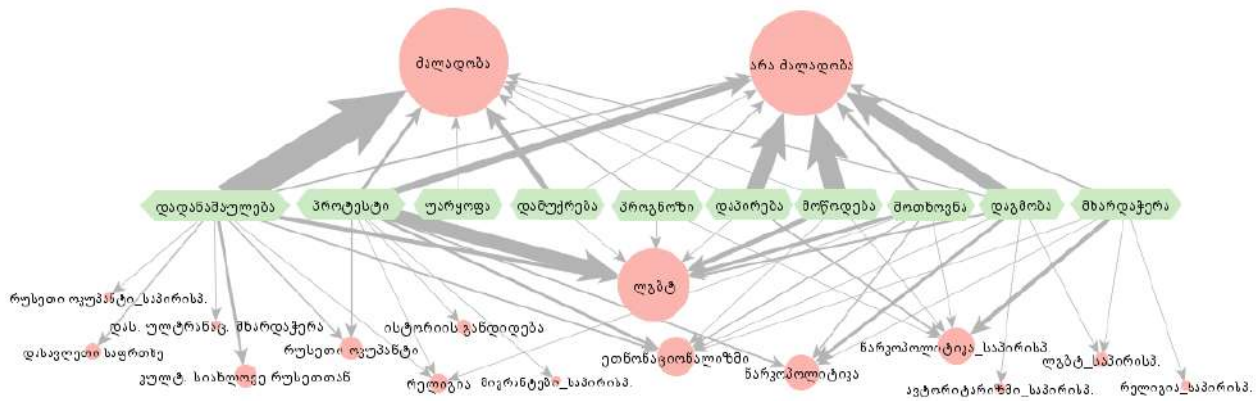 ძალადობა
არა ძალადობა
დადანაშაულება
პროტესტი
უარყოფა
დამუქრება
პროგნოზი
დაპირება
მოწოდება
მოთხოვნა
დაგმობა
მხარდაჭერა
ლგბტ
რუსეთი ოკუპანტი_საპირისპ.
დას. ულტრანაც. მხარდაჭერა
ისტორიის განდიდება
დასავლეთი საფრთხე
რუსეთი ოკუპანტი
ეთნონაციონალიზმი
ნარკოპოლიტიკა_საპირისპ.
ლგბტ_საპირისპ.
კულტ. სიახლოვე რუსეთთან
რელიგია
მიგრანტები_საპირისპ.
ნარკოპოლიტიკა
ავტორიტარიზმი_საპირისპ.
რელიგია_საპირისპ.